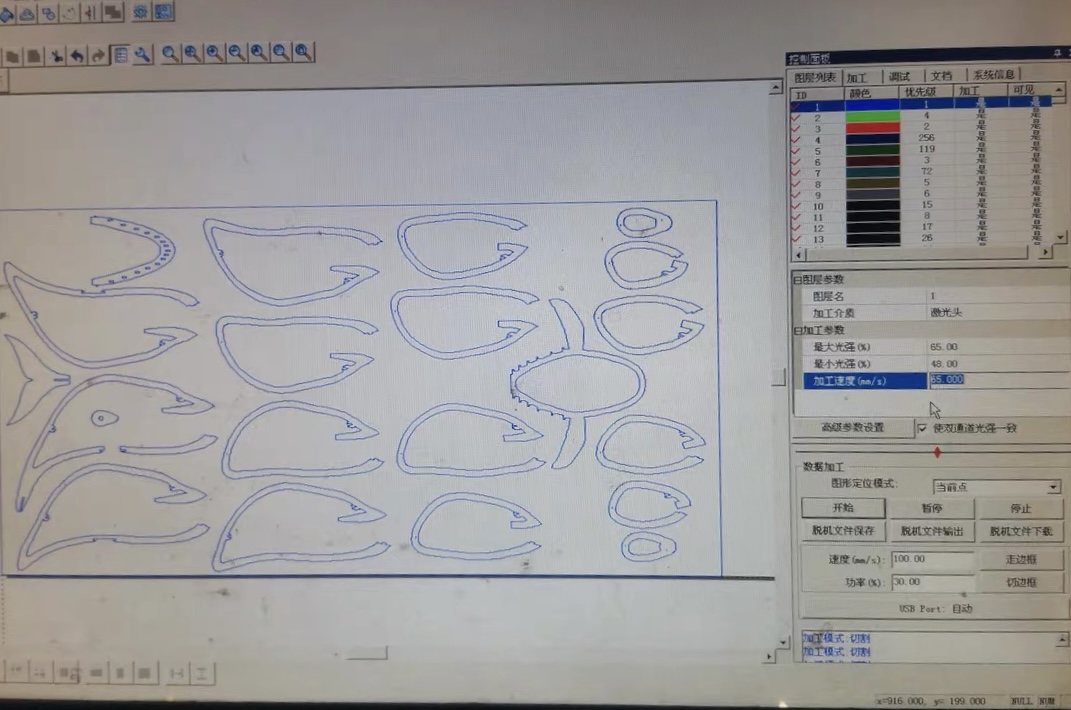 控制面板
图层列表 加工 调试 文档 系统信息
ID 颜色 优先级 加工 可见
1 1 是 是
2 4 是 是
3 2 是 是
4 256 是 是
5 119 是 是
6 3 是 是
7 72 是 是
8 5 是 是
9 6 是 是
10 15 是 是
11 8 是 是
12 17 是 是
13 26 是 是
图层参数
图层名 1
加工介质 激光头
加工参数
最大光强(%) 65.00
最小光强(%) 48.00
加工速度(mm/s) 65.000
高级参数设置 使双通道光强一致
数据加工
图形定位模式: 当前点
开始 暂停 停止
脱机文件保存 脱机文件输出 脱机文件下载
速度(mm/s): 100.00 走边框
功率(%): 30.00 切边框
USB Port: 自动
加工模式:切割
加工模式:切割
x=916.000, y= 199.000 NULL NUM